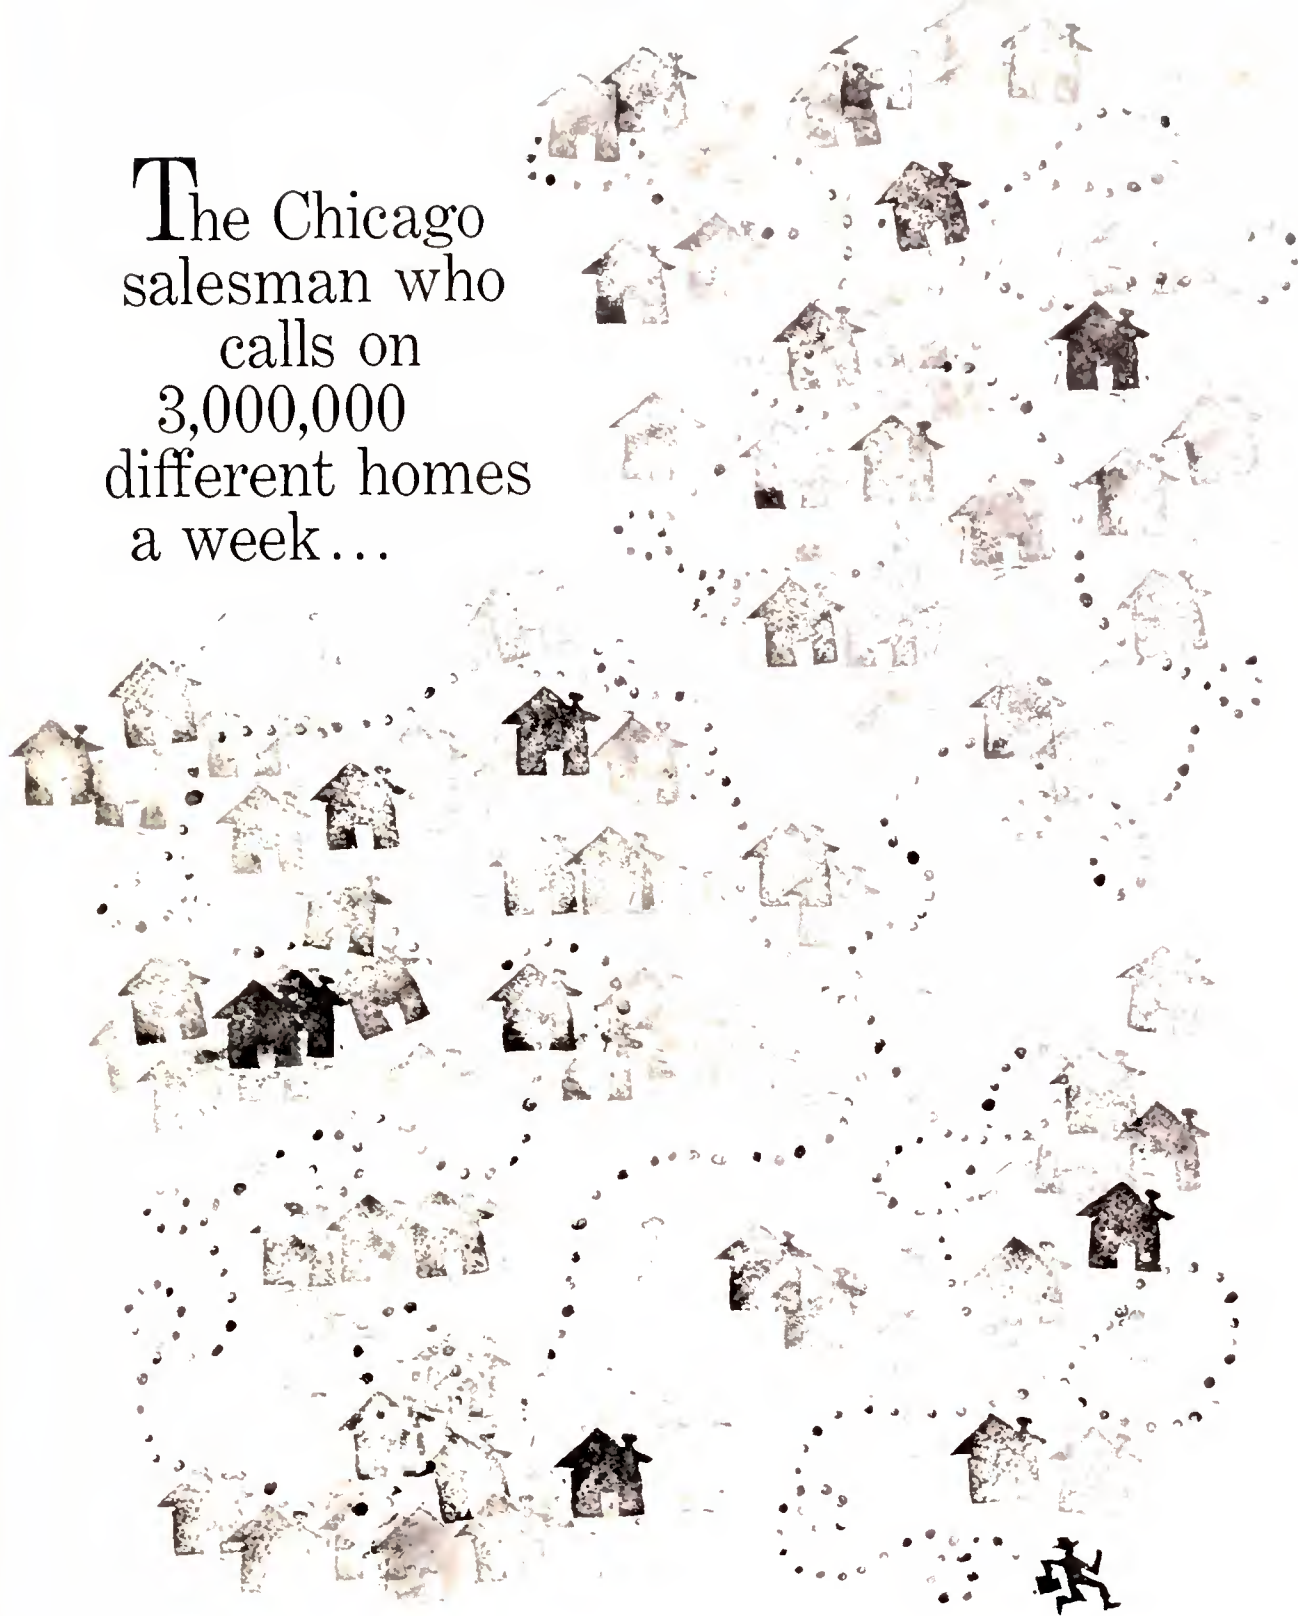 The Chicago
salesman who
calls on
3,000,000
different homes
a week...